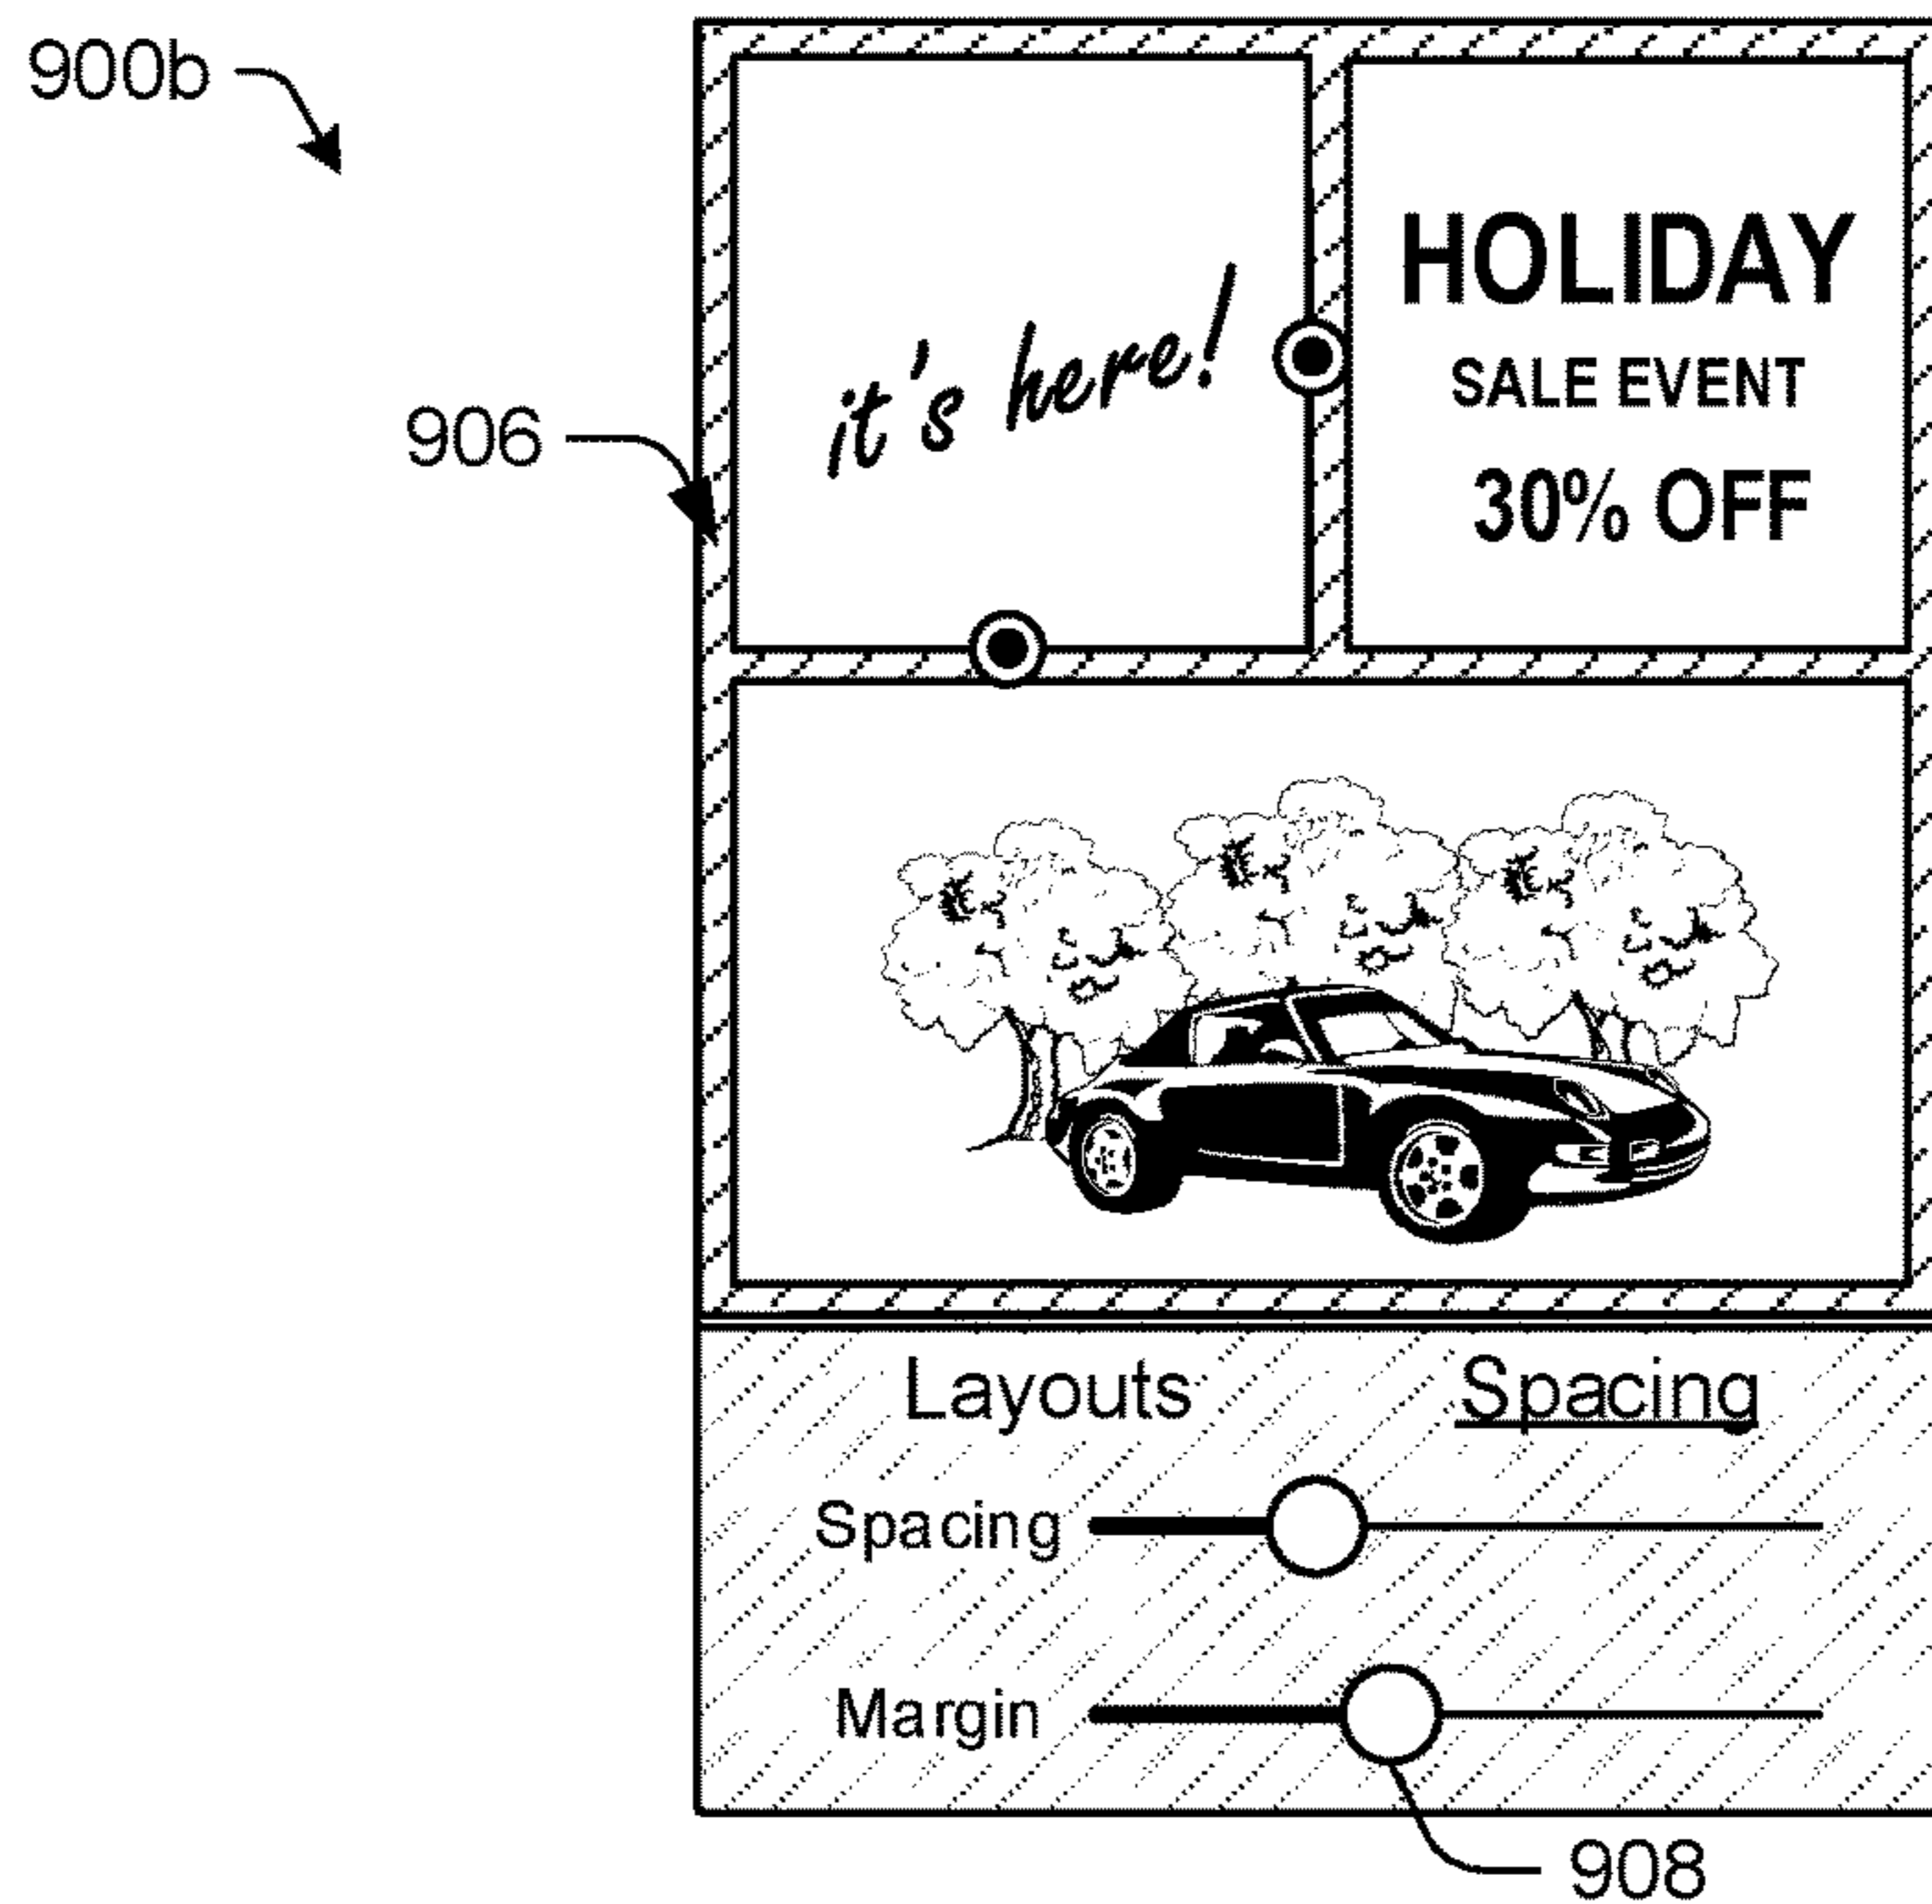 900b
HOLIDAY
it's here!
SALE EVENT
906
30% OFF
Layouts Spacing
Spacing
Margin
908